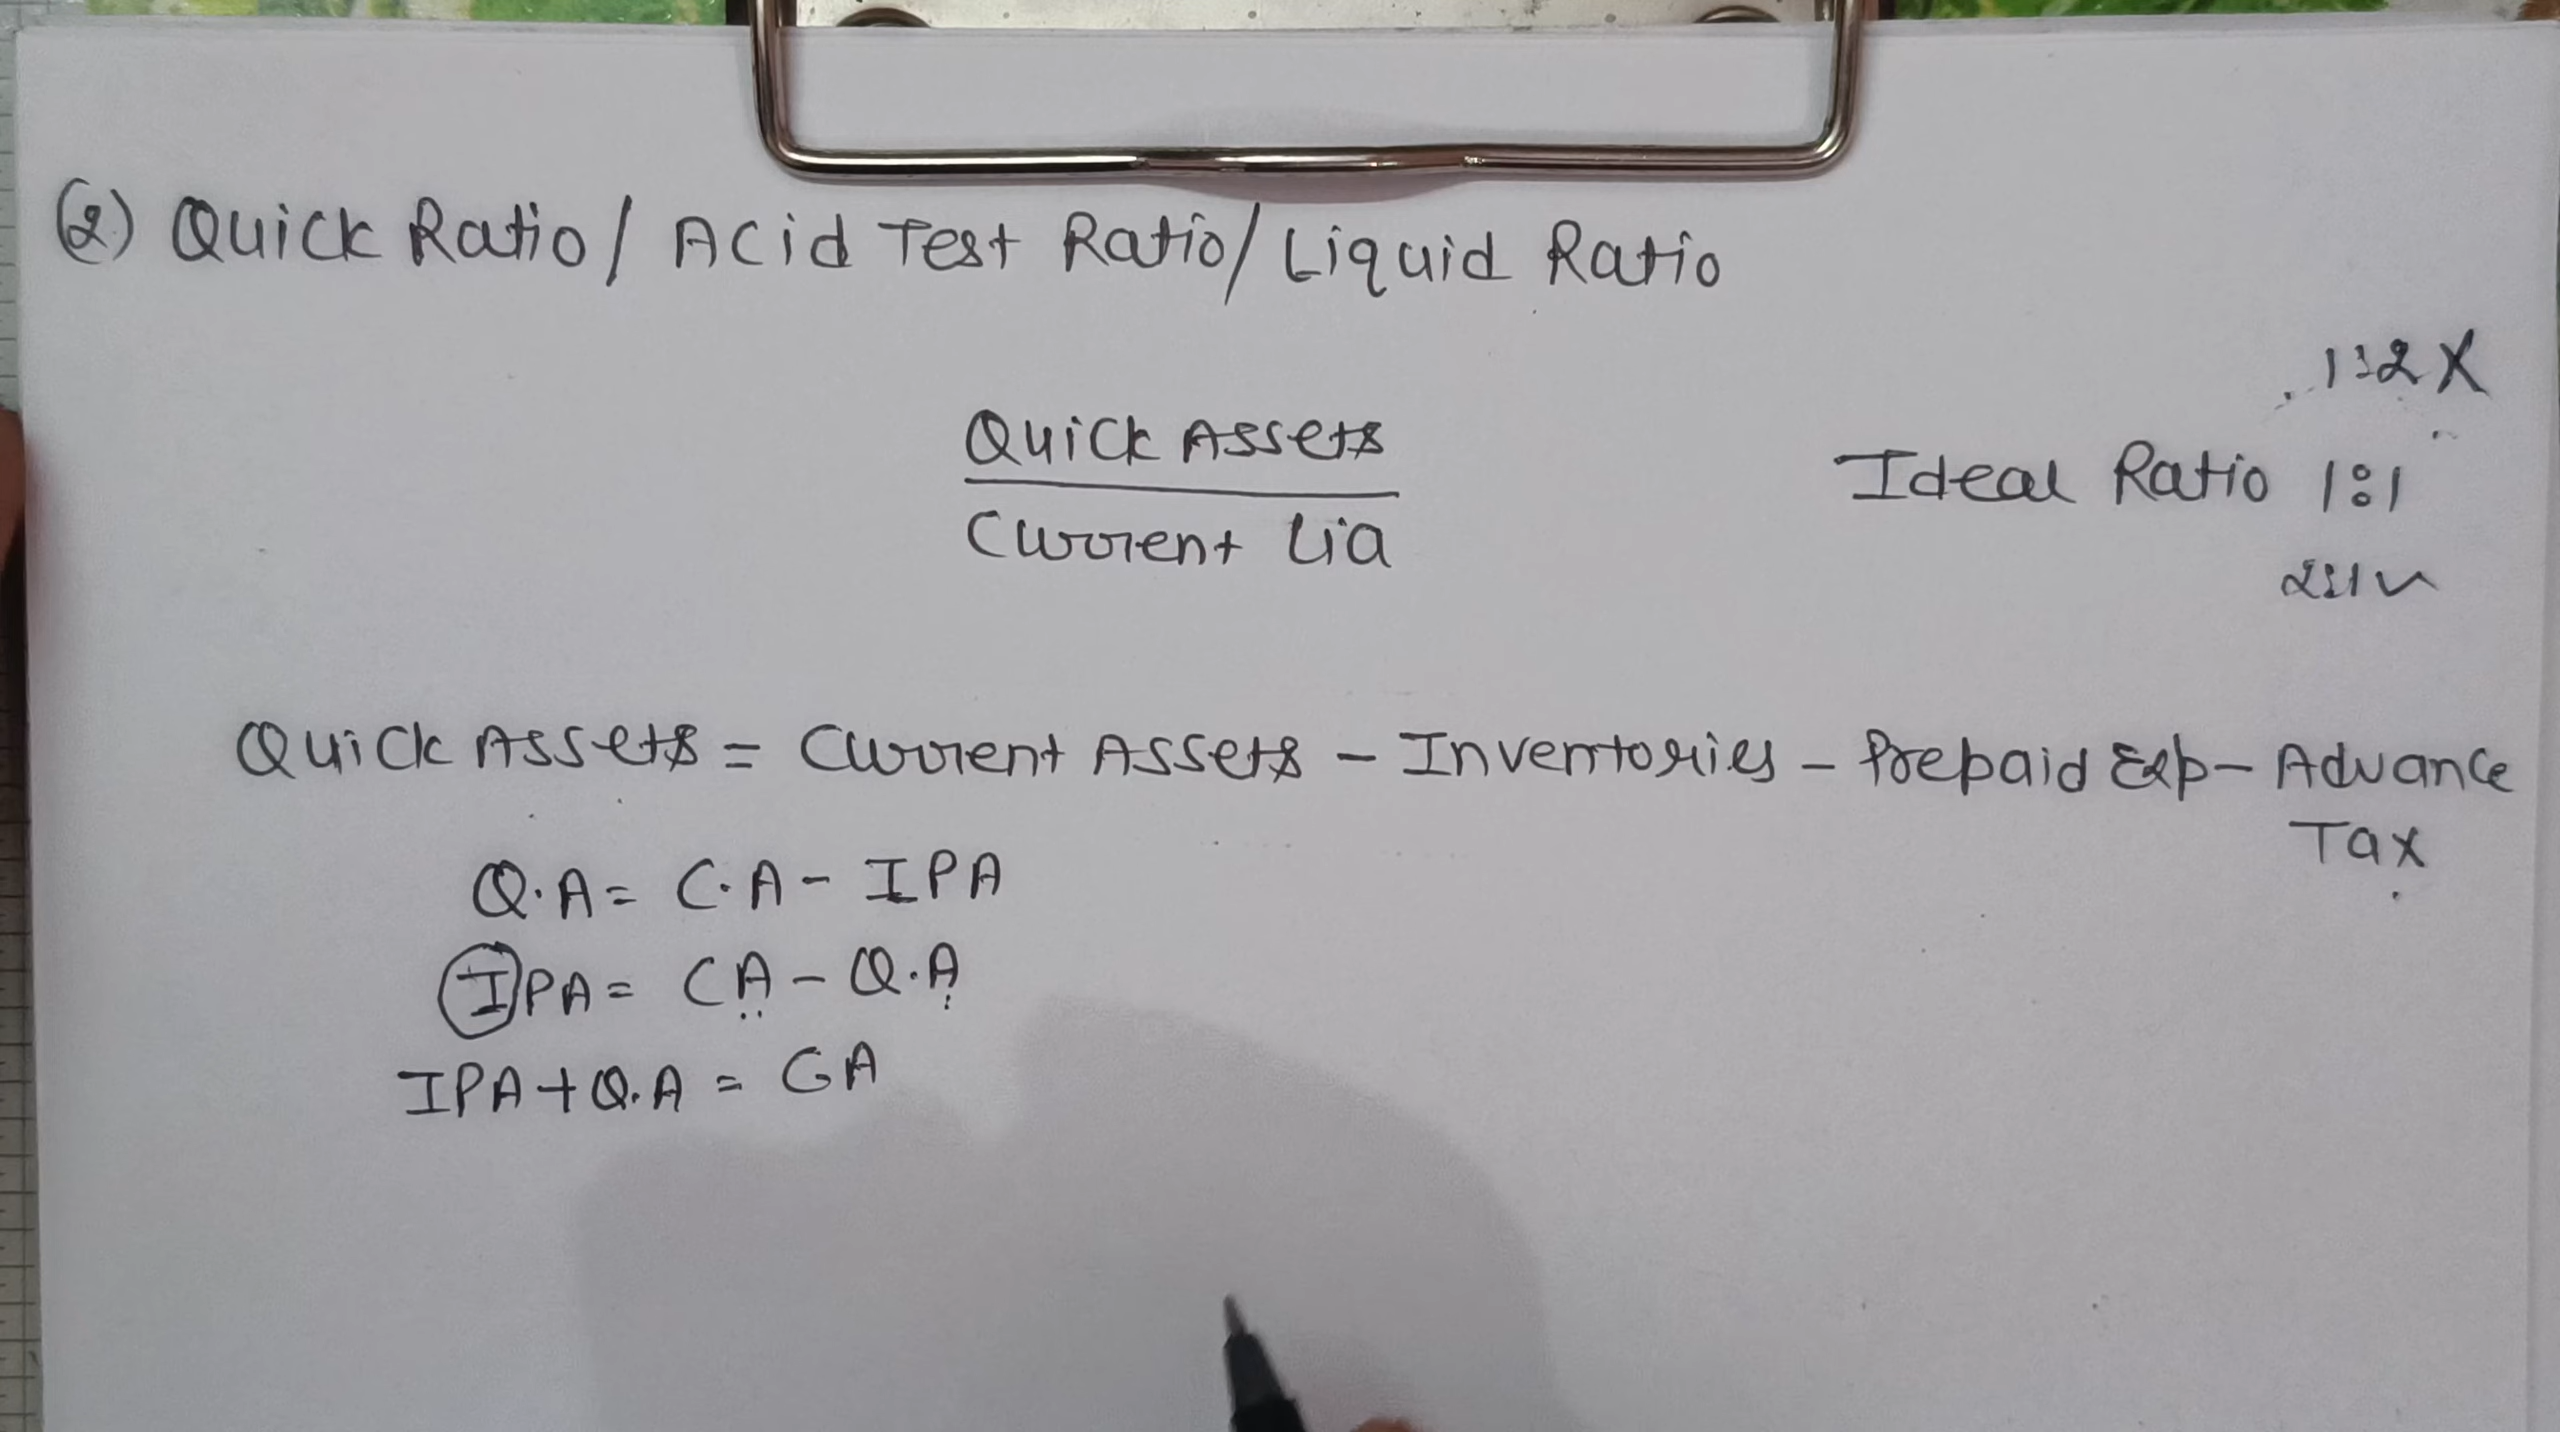 (2) Quick Ratio/ Acid Test Ratio/ Liquid Ratio
1:2 X
Quick Assets
Current Lia
Ideal Ratio 1:1
2:1 ✓
Quick Assets = Current Assets - Inventories - Prepaid Exp - Advance
Tax
Q.A = C.A - IPA
IPA = CA - Q.A
IPA + Q.A = CA